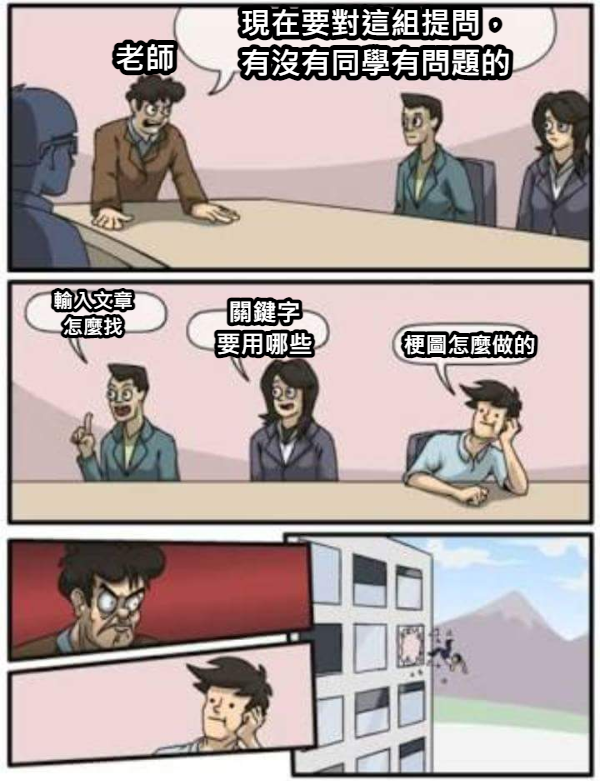 現在要對這組提問，
老師
有沒有同學有問題的
輸入文章
怎麼找
關鍵字
要用哪些
梗圖怎麼做的